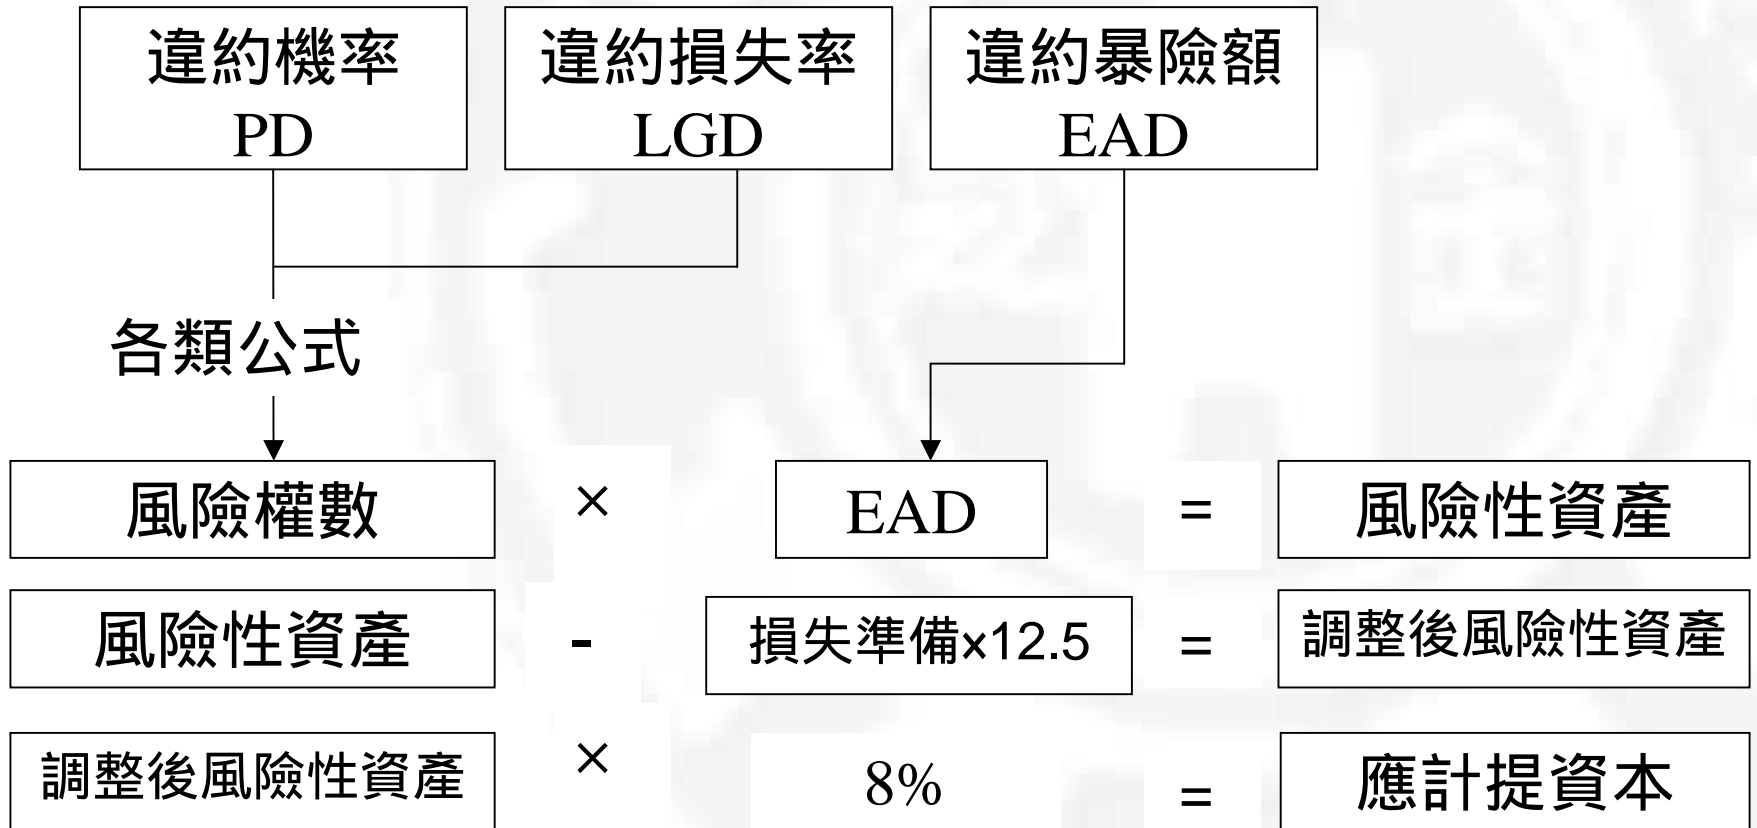 違約機率
PD
違約損失率
LGD
違約暴險額
EAD
各類公式
風險權數 × EAD = 風險性資產
風險性資產 - 損失準備×12.5 = 調整後風險性資產
調整後風險性資產 × 8% = 應計提資本